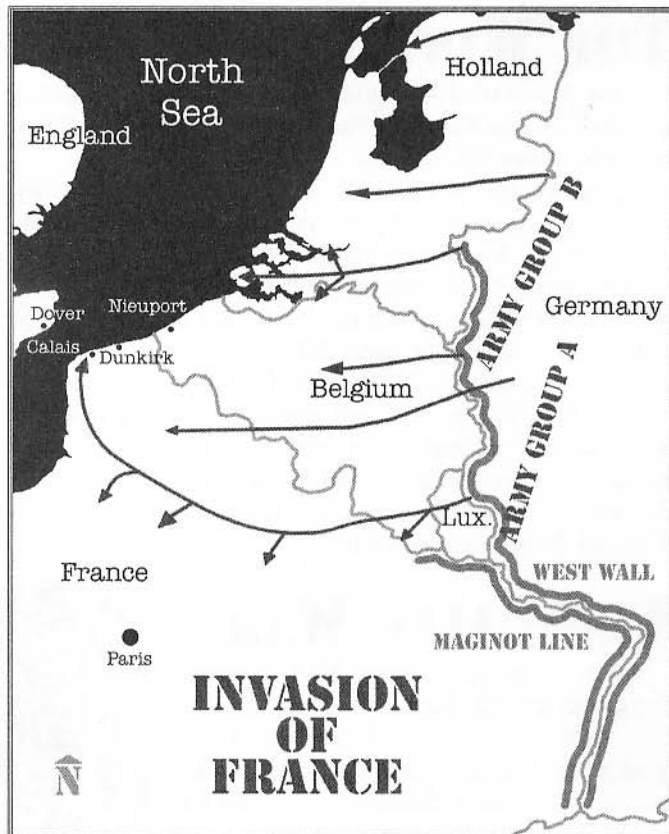 North
Sea
Holland
England
ARMY GROUP B
Germany
Dover
Nieuport
Calais
Dunkirk
Belgium
ARMY GROUP A
Lux.
France
WEST WALL
MAGINOT LINE
Paris
INVASION
OF
FRANCE
N